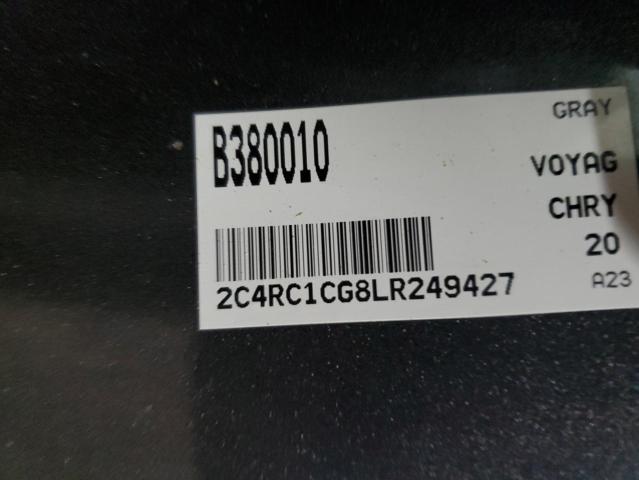 GRAY
B380010
VOYAG
CHRY
20
2C4RC1CG8LR249427
A23